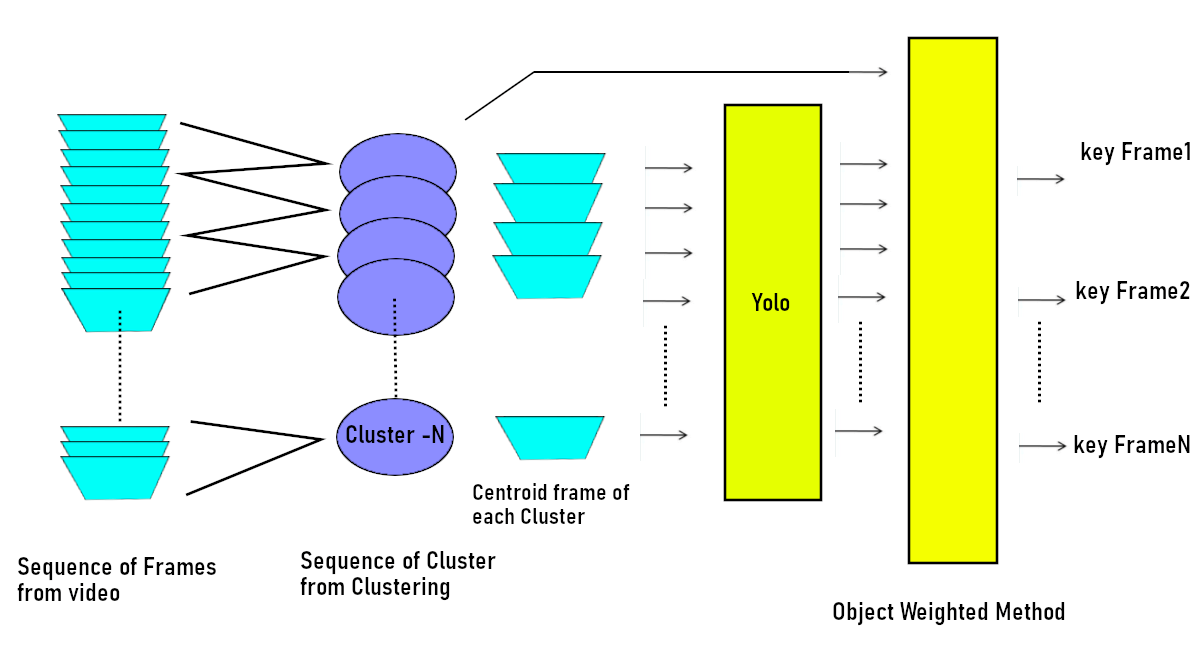 key Frame1
key Frame2
Yolo
Cluster -N
key FrameN
Centroid frame of
each Cluster
Sequence of Frames
from video
Sequence of Cluster
from Clustering
Object Weighted Method